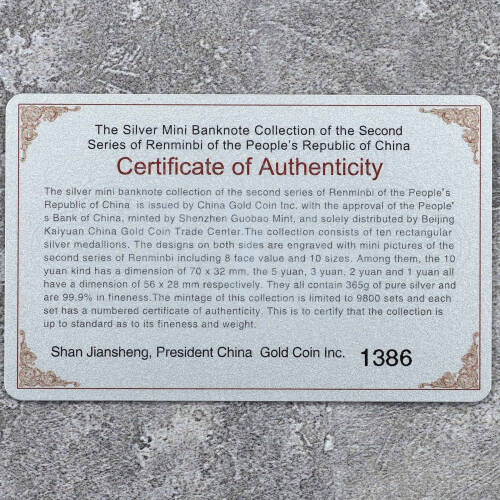 The Silver Mini Banknote Collection of the Second
Series of Renminbi of the People's Republic of China
Certificate of Authenticity
The silver mini banknote collection of the second series of Renminbi of the People's
Republic of China is issued by China Gold Coin Inc. with the approval of the People'
s Bank of China, minted by Shenzhen Guobao Mint, and solely distributed by Beijing
Kaiyuan China Gold Coin Trade Center.The collection consists of ten rectangular
silver medallions. The designs on both sides are engraved with mini pictures of the
second series of Renminbi including 8 face value and 10 sizes. Among them, the 10
yuan kind has a dimension of 70 x 32 mm, the 5 yuan, 3 yuan, 2 yuan and 1 yuan all
have a dimension of 56 x 28 mm respectively. They all contain 365g of pure silver and
are 99.9% in fineness.The mintage of this collection is limited to 9800 sets and each
set has a numbered certificate of authenticity. This is to certify that the collection is
up to standard as to its fineness and weight.
Shan Jiansheng, President China Gold Coin Inc. 1386